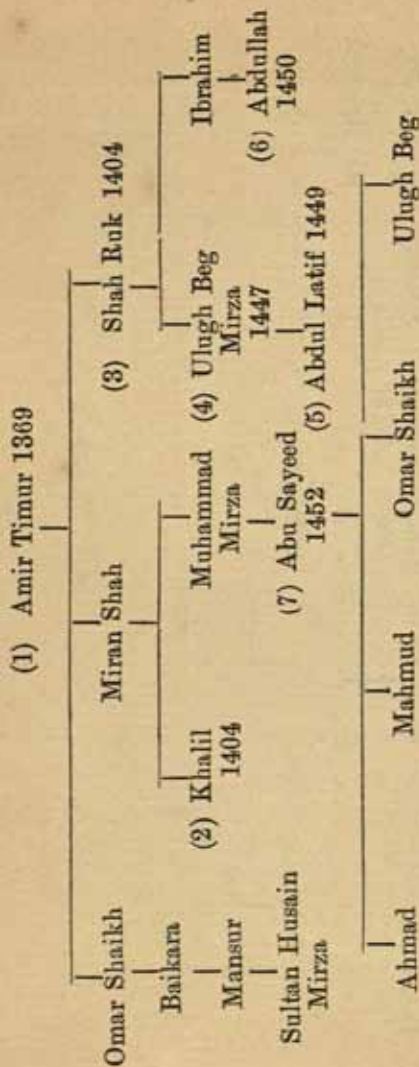 (1) Amir Timur 1369
Omar Shaikh
Miran Shah
(3) Shah Ruk 1404
Baikara
(2) Khalil
1404
Muhammad
Mirza
(4) Ulugh Beg
Mirza
1447
Ibrahim
Mansur
(7) Abu Sayeed
1452
(5) Abdul Latif 1449
(6) Abdullah
1450
Sultan Husain
Mirza
Ahmad
Mahmud
Omar Shaikh
Ulugh Beg